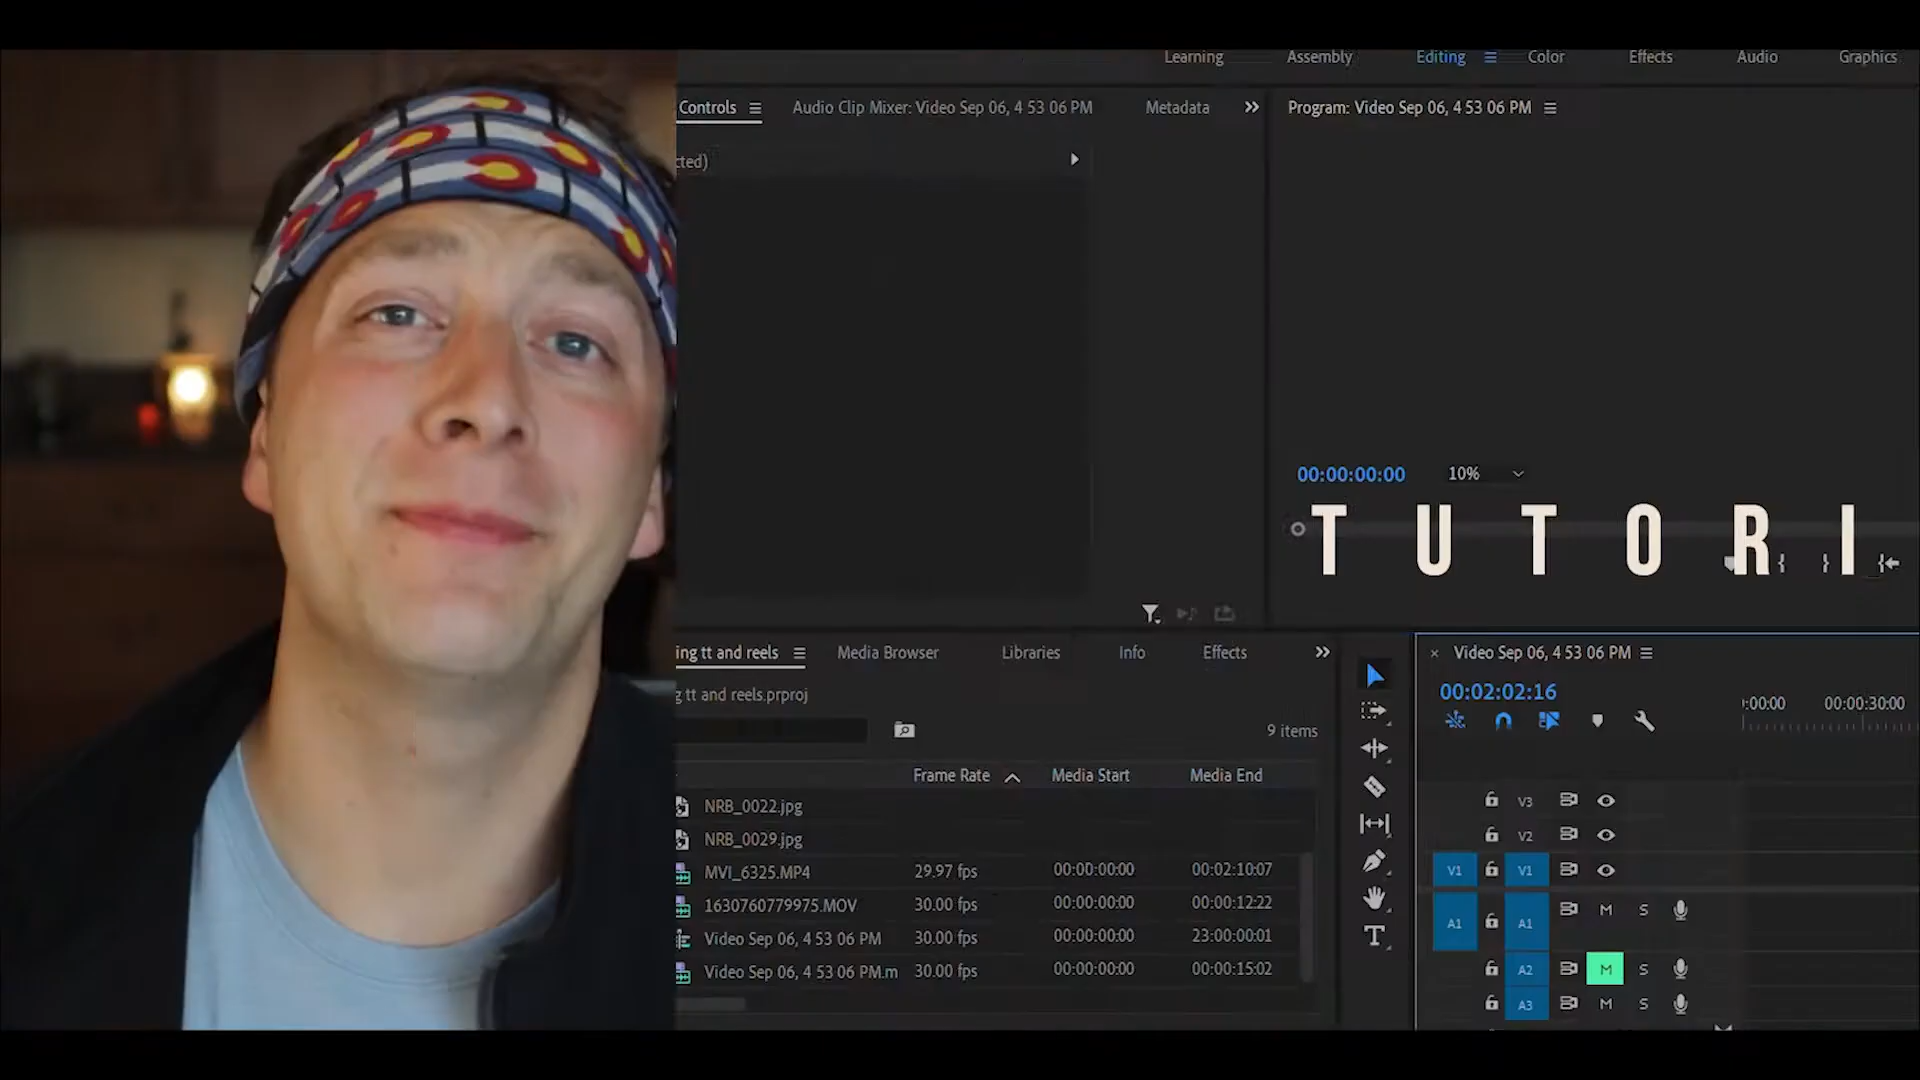 Learning Assembly Editing Color Effects Audio Graphics
Controls Audio Clip Mixer: Video Sep 06, 4 53 06 PM Metadata
Program: Video Sep 06, 4 53 06 PM
cted)
00:00:00:00 10%
TUTORI
ing tt and reels Media Browser Libraries Info Effects
g tt and reels.prproj
9 items
Frame Rate Media Start Media End
NRB_0022.jpg
NRB_0029.jpg
MVI_6325.MP4 29.97 fps 00:00:00:00 00:02:10:07
1630760779975.MOV 30.00 fps 00:00:00:00 00:00:12:22
Video Sep 06, 4 53 06 PM 30.00 fps 00:00:00:00 23:00:00:01
Video Sep 06, 4 53 06 PM.m 30.00 fps 00:00:00:00 00:00:15:02
× Video Sep 06, 4 53 06 PM
00:02:02:16
:00:00 00:00:30:00
V3
V2
V1 V1
A1 A1 M S
A2 M S
A3 M S